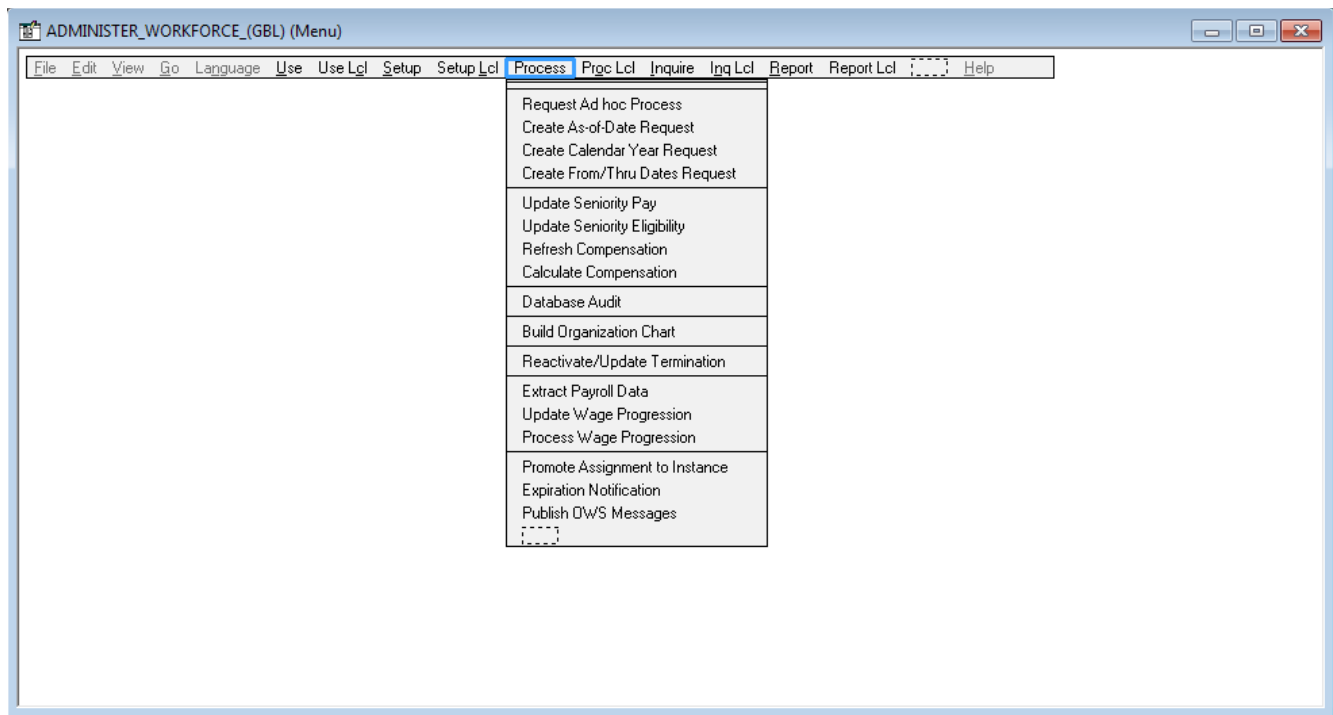 ADMINISTER_WORKFORCE_(GBL) (Menu)
File Edit View Go Language Use Use Lcl Setup Setup Lcl Process Proc Lcl Inquire Inq Lcl Report Report Lcl Help
Request Ad hoc Process
Create As-of-Date Request
Create Calendar Year Request
Create From/Thru Dates Request
Update Seniority Pay
Update Seniority Eligibility
Refresh Compensation
Calculate Compensation
Database Audit
Build Organization Chart
Reactivate/Update Termination
Extract Payroll Data
Update Wage Progression
Process Wage Progression
Promote Assignment to Instance
Expiration Notification
Publish OWS Messages